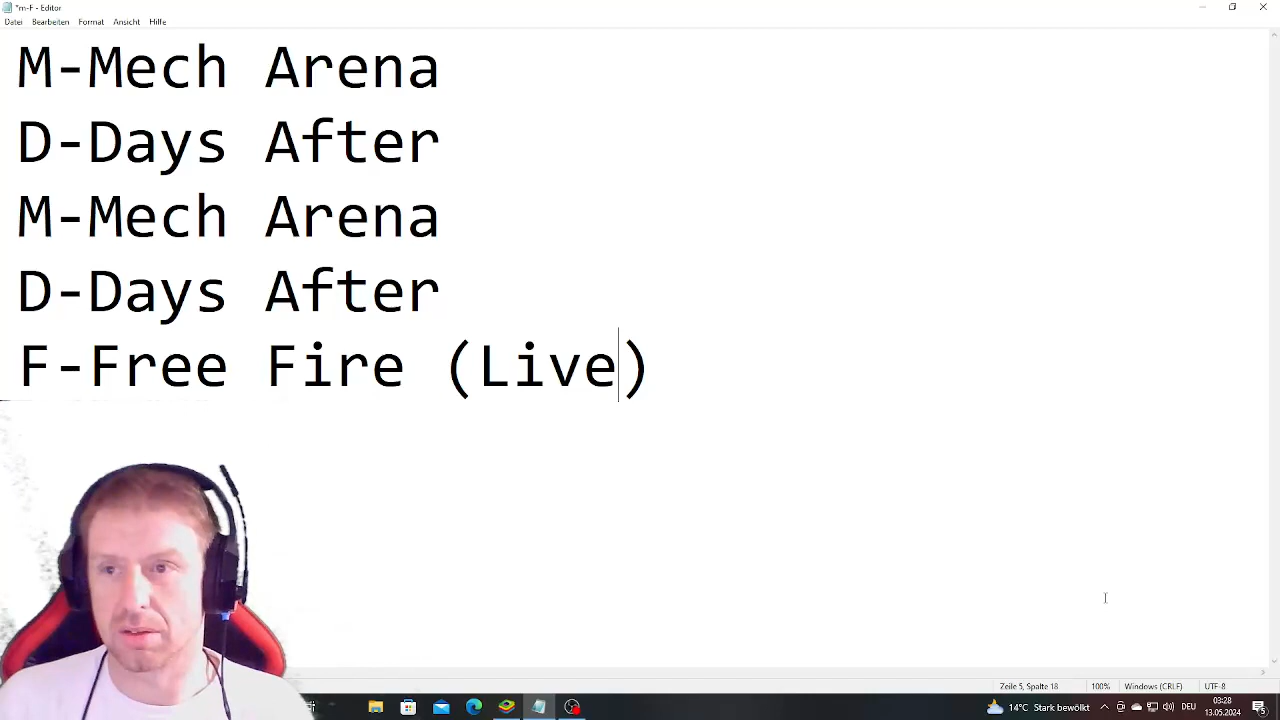 *m-F - Editor
Datei Bearbeiten Format Ansicht Hilfe
M-Mech Arena
D-Days After
M-Mech Arena
D-Days After
F-Free Fire (Live)
Zeile 5, Spalte 18 100% Windows (CRLF) UTF-8
14°C Stark bewölkt DEU 03:28
13.05.2024